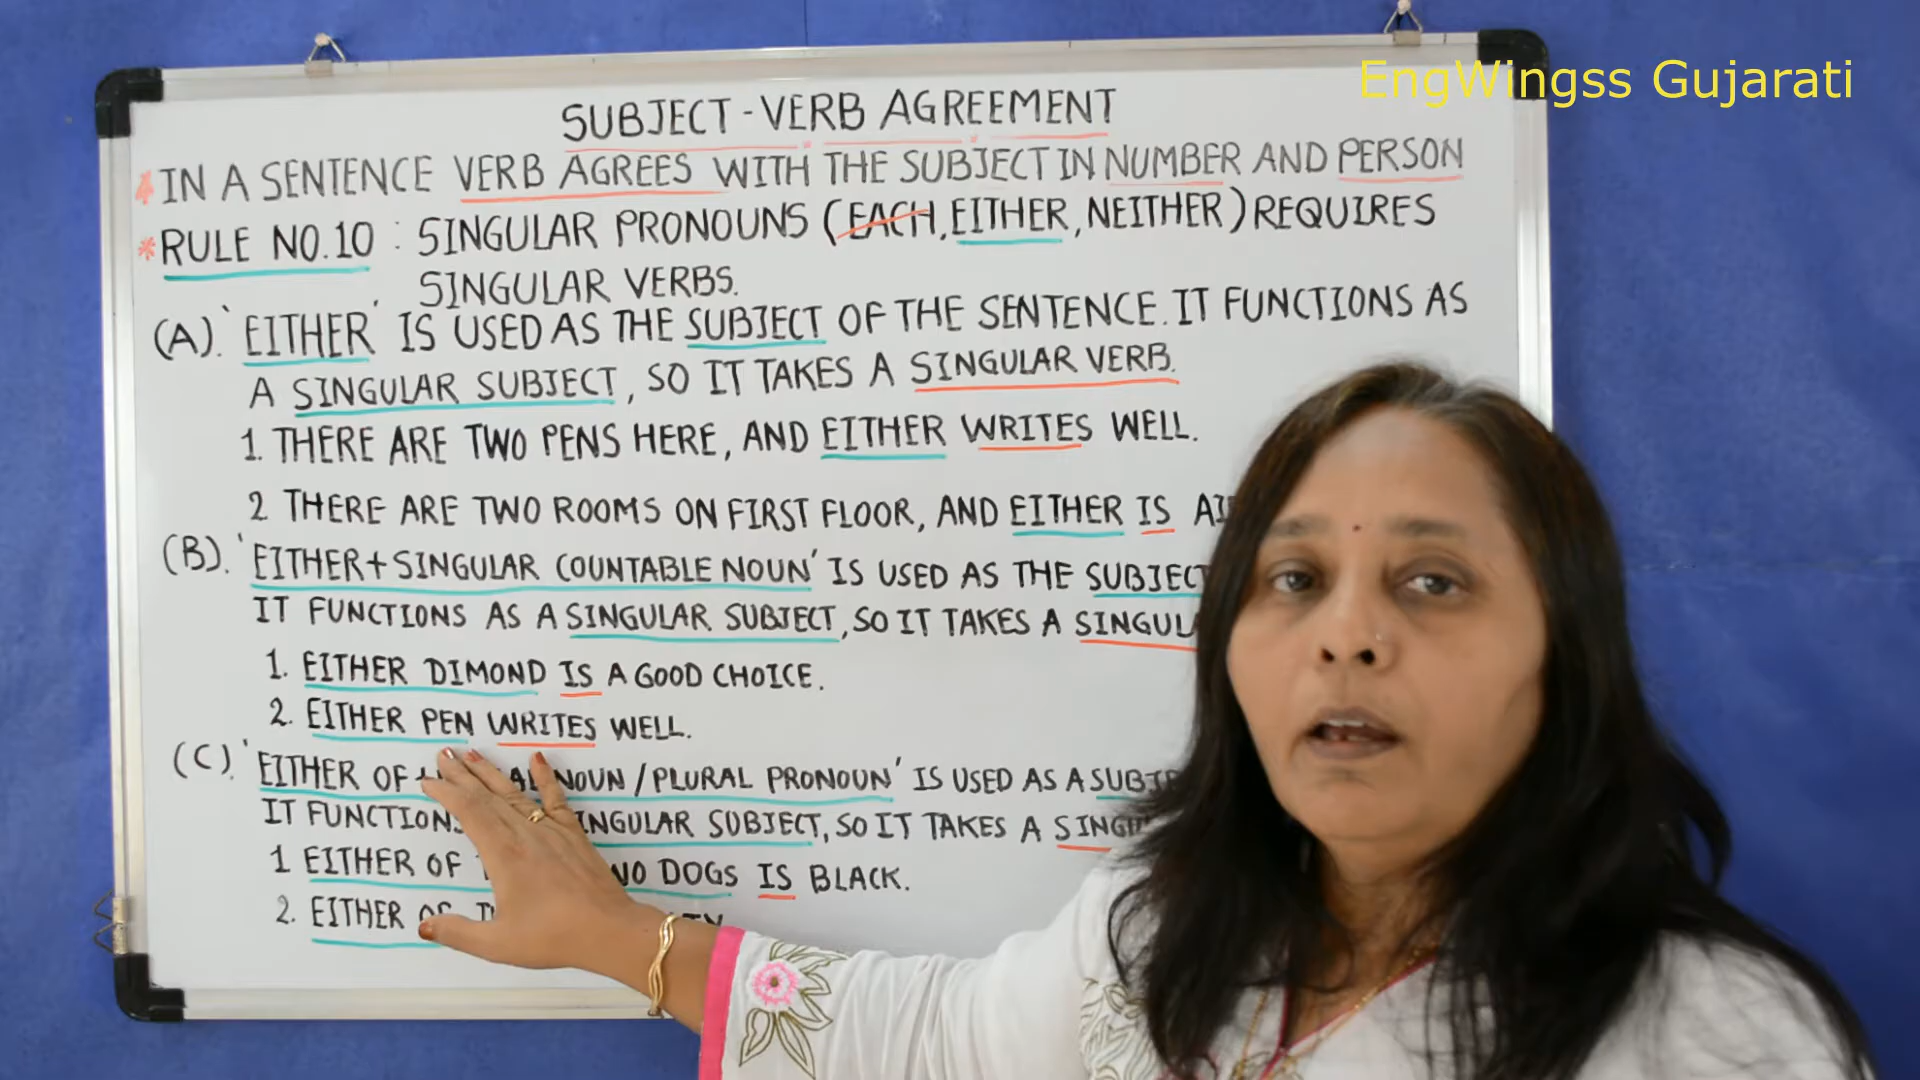 EngWingss Gujarati
SUBJECT-VERB AGREEMENT
* IN A SENTENCE VERB AGREES WITH THE SUBJECT IN NUMBER AND PERSON
* RULE NO.10 : SINGULAR PRONOUNS (EACH, EITHER, NEITHER) REQUIRES
SINGULAR VERBS.
(A). 'EITHER' IS USED AS THE SUBJECT OF THE SENTENCE. IT FUNCTIONS AS
A SINGULAR SUBJECT, SO IT TAKES A SINGULAR VERB.
1. THERE ARE TWO PENS HERE, AND EITHER WRITES WELL.
2 THERE ARE TWO ROOMS ON FIRST FLOOR, AND EITHER IS
(B). 'EITHER+SINGULAR COUNTABLE NOUN' IS USED AS THE SUBJECT
IT FUNCTIONS AS A SINGULAR SUBJECT, SO IT TAKES A
1. EITHER DIMOND IS A GOOD CHOICE.
2. EITHER PEN WRITES WELL.
(C). 'EITHER OF NOUN / PLURAL PRONOUN' IS USED AS A
IT FUNCTIONS SINGULAR SUBJECT, SO IT TAKES A
1 EITHER OF DOGS IS BLACK.
2. EITHER OF